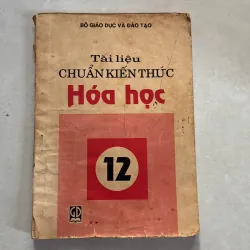 BỘ GIÁO DỤC VÀ ĐÀO TẠO
Tài liệu
CHUẨN KIẾN THỨC
Hóa học
12